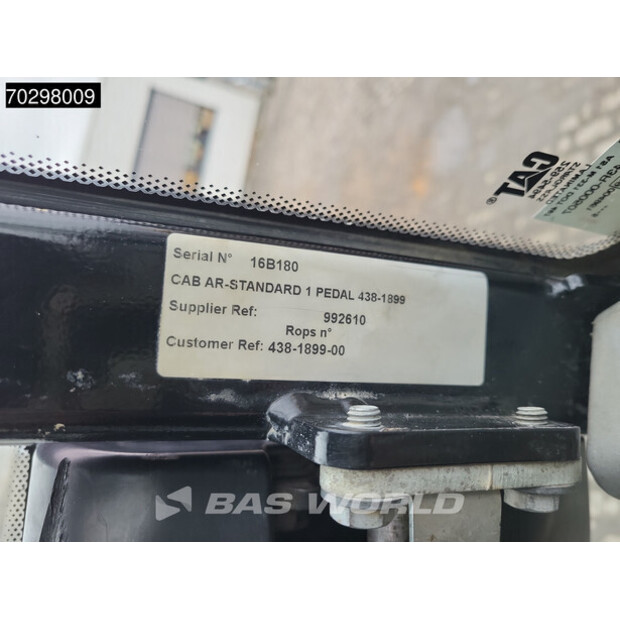 70298009
CAT
Serial N° 16B180
CAB AR-STANDARD 1 PEDAL 438-1899
Supplier Ref: 992610
Rops n°
Customer Ref: 438-1899-00
BAS WORLD